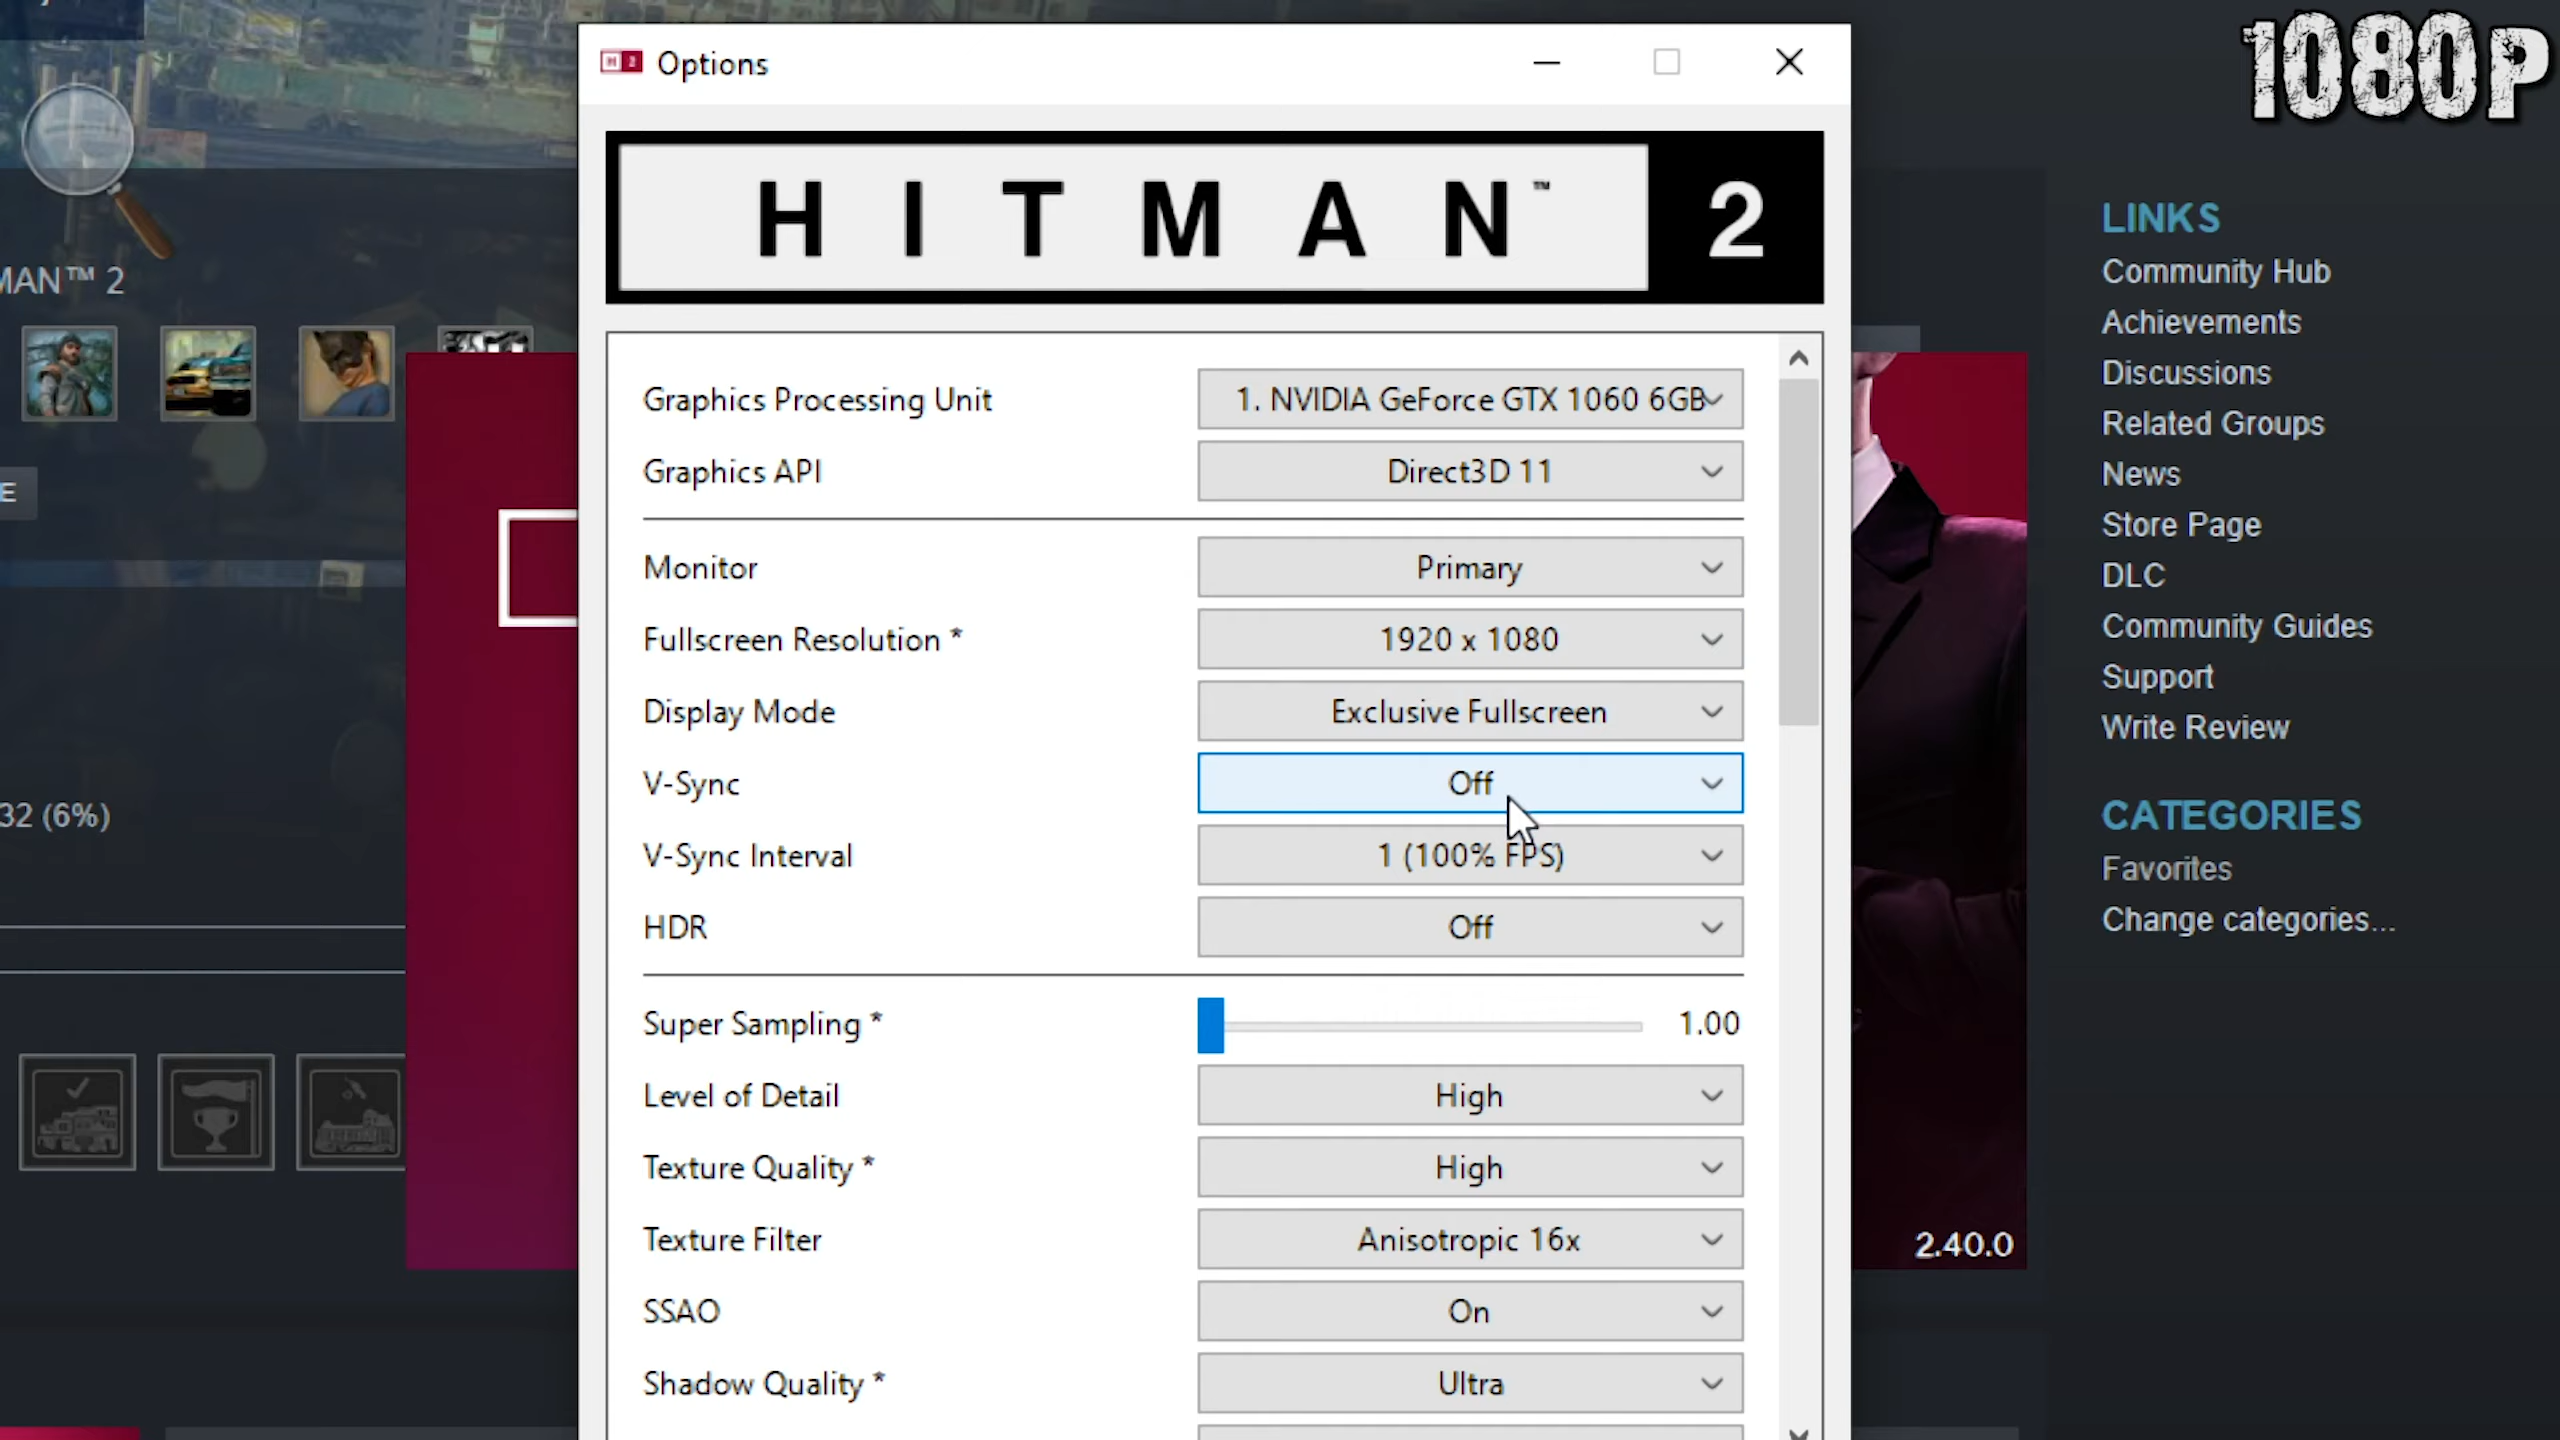 1080P
Options
HITMAN™ 2
MAN™ 2
E
32 (6%)
Graphics Processing Unit 1. NVIDIA GeForce GTX 1060 6GB
Graphics API Direct3D 11
Monitor Primary
Fullscreen Resolution * 1920 x 1080
Display Mode Exclusive Fullscreen
V-Sync Off
V-Sync Interval 1 (100% FPS)
HDR Off
Super Sampling * 1.00
Level of Detail High
Texture Quality * High
Texture Filter Anisotropic 16x
SSAO On
Shadow Quality * Ultra
2.40.0
LINKS
Community Hub
Achievements
Discussions
Related Groups
News
Store Page
DLC
Community Guides
Support
Write Review
CATEGORIES
Favorites
Change categories...